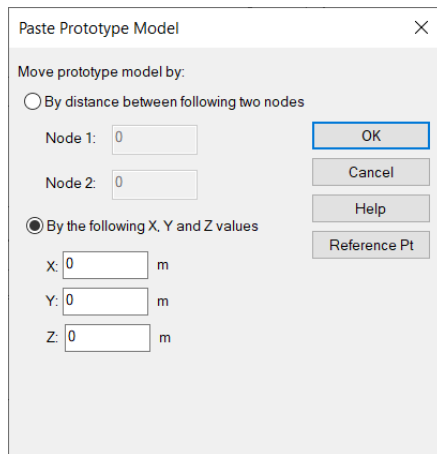 Paste Prototype Model
Move prototype model by:
By distance between following two nodes
Node 1: 0
OK
Node 2: 0
Cancel
Help
By the following X, Y and Z values
Reference Pt
X: 0 m
Y: 0 m
Z: 0 m